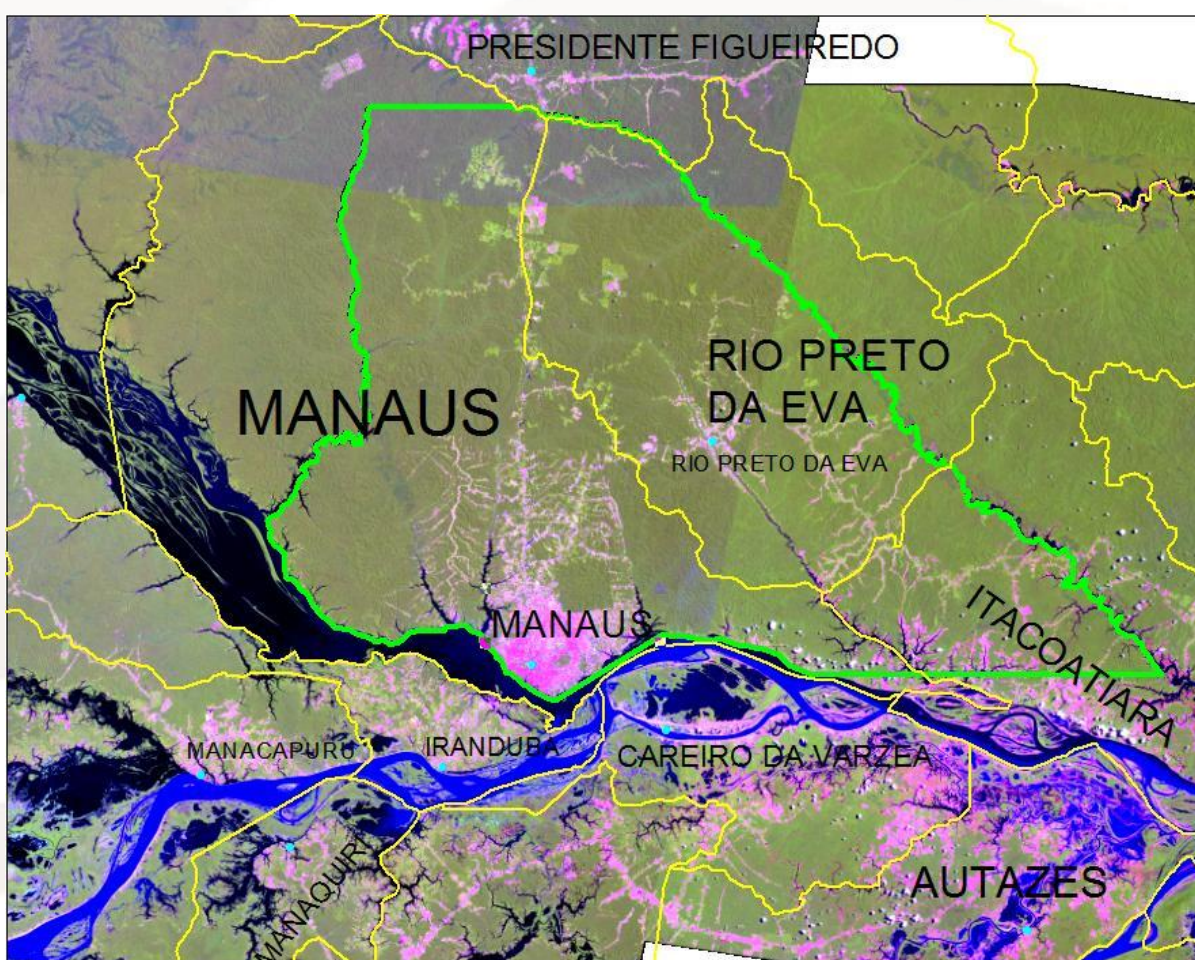 PRESIDENTE FIGUEIREDO
RIO PRETO
DA EVA
MANAUS
RIO PRETO DA EVA
MANAUS
ITACOATIARA
MANACAPURU
IRANDUBA
CAREIRO DA VARZEA
MANAQUIRI
AUTAZES